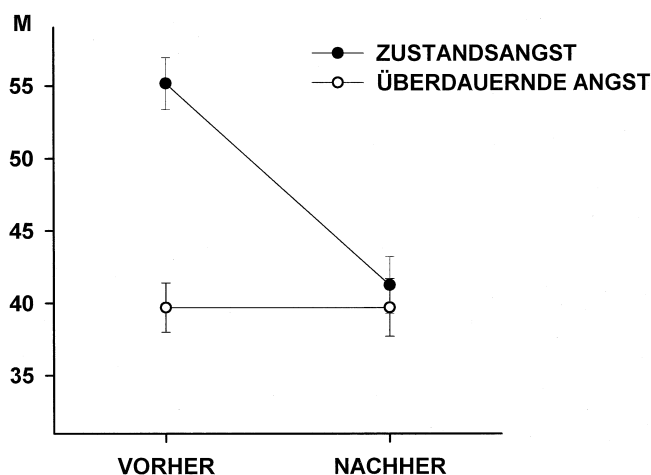 M
ZUSTANDSANGST
ÜBERDAUERNDE ANGST
55
50
45
40
35
VORHER NACHHER